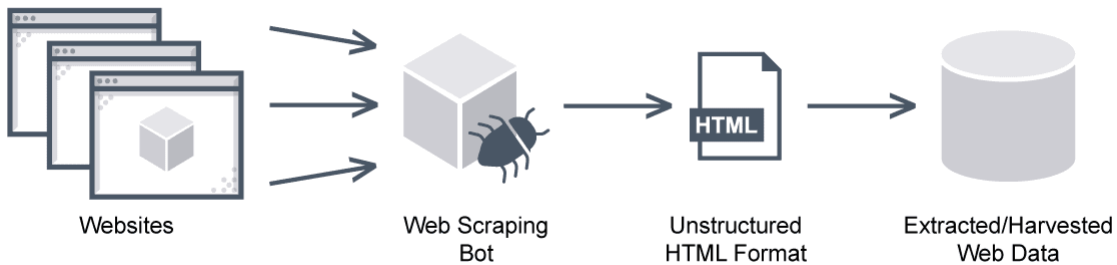 HTML
Websites
Web Scraping
Bot
Unstructured
HTML Format
Extracted/Harvested
Web Data